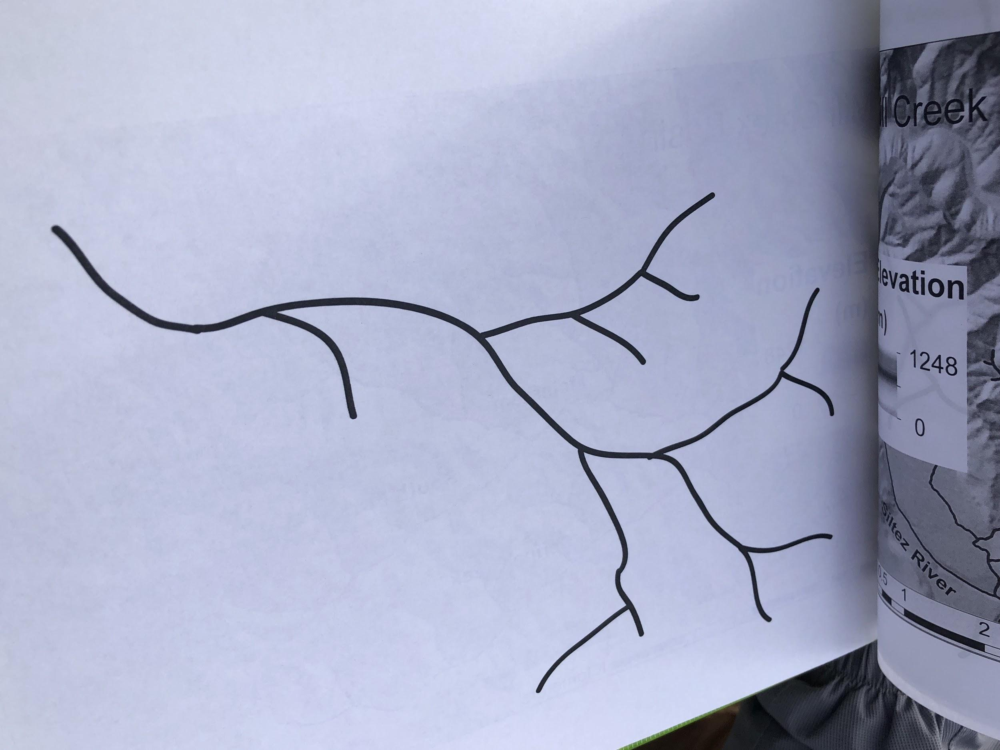 ll Creek
Elevation
m)
1248
0
Siltez River
0.5 1 2